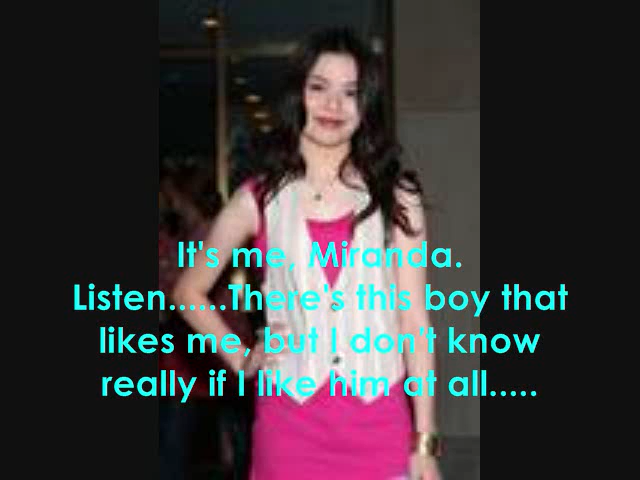 It's me, Miranda.
Listen......There's this boy that
likes me, but I don't know
really if I like him at all.....